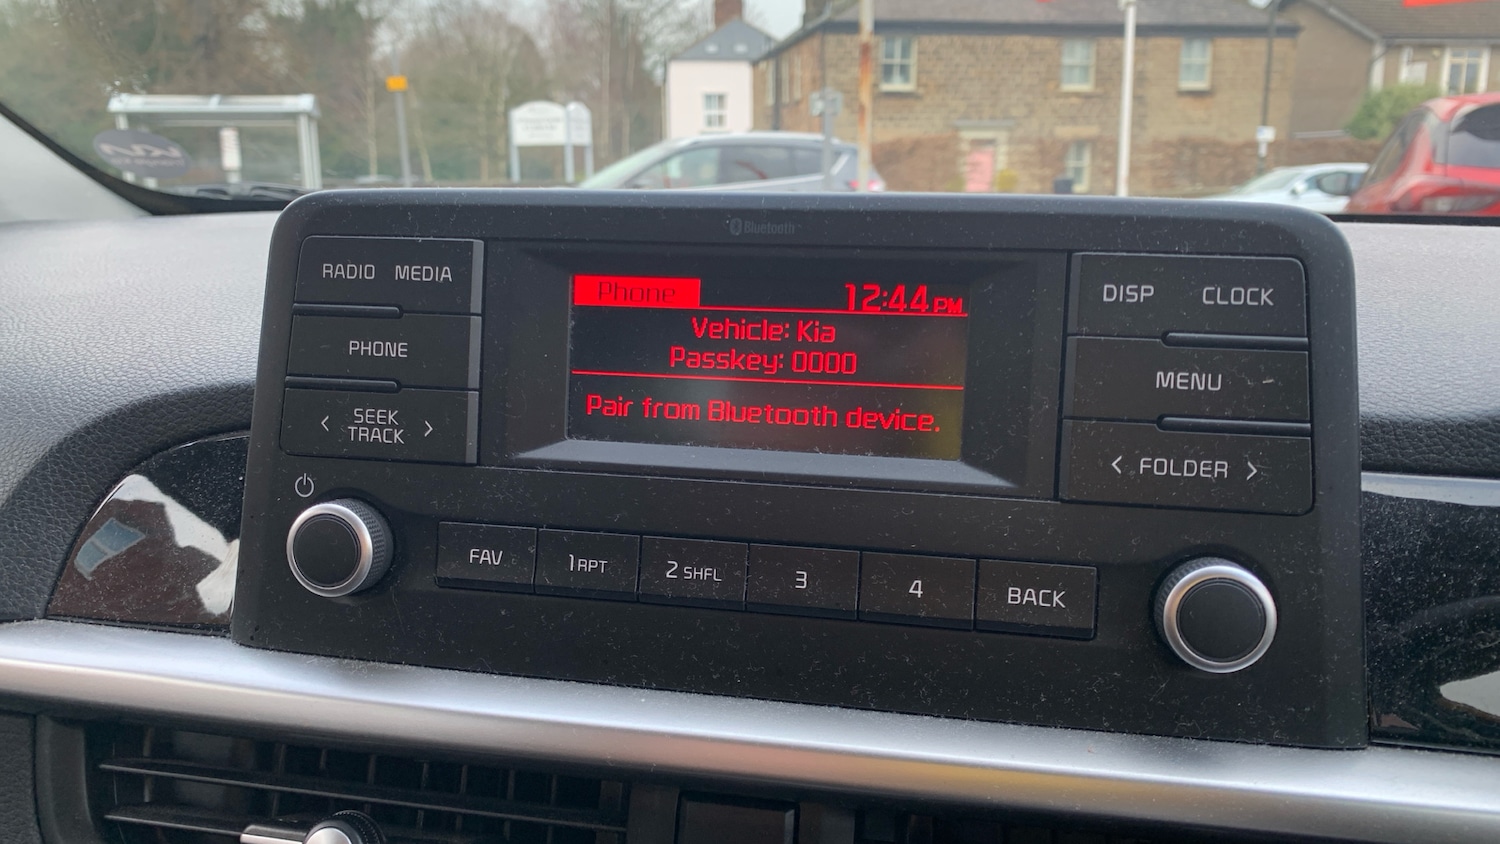 Bluetooth
RADIO MEDIA
PHONE
SEEK
TRACK
Phone 12:44PM
Vehicle: Kia
Passkey: 0000
Pair from Bluetooth device.
DISP CLOCK
MENU
FOLDER
FAV
1 RPT
2 SHFL
3
4
BACK